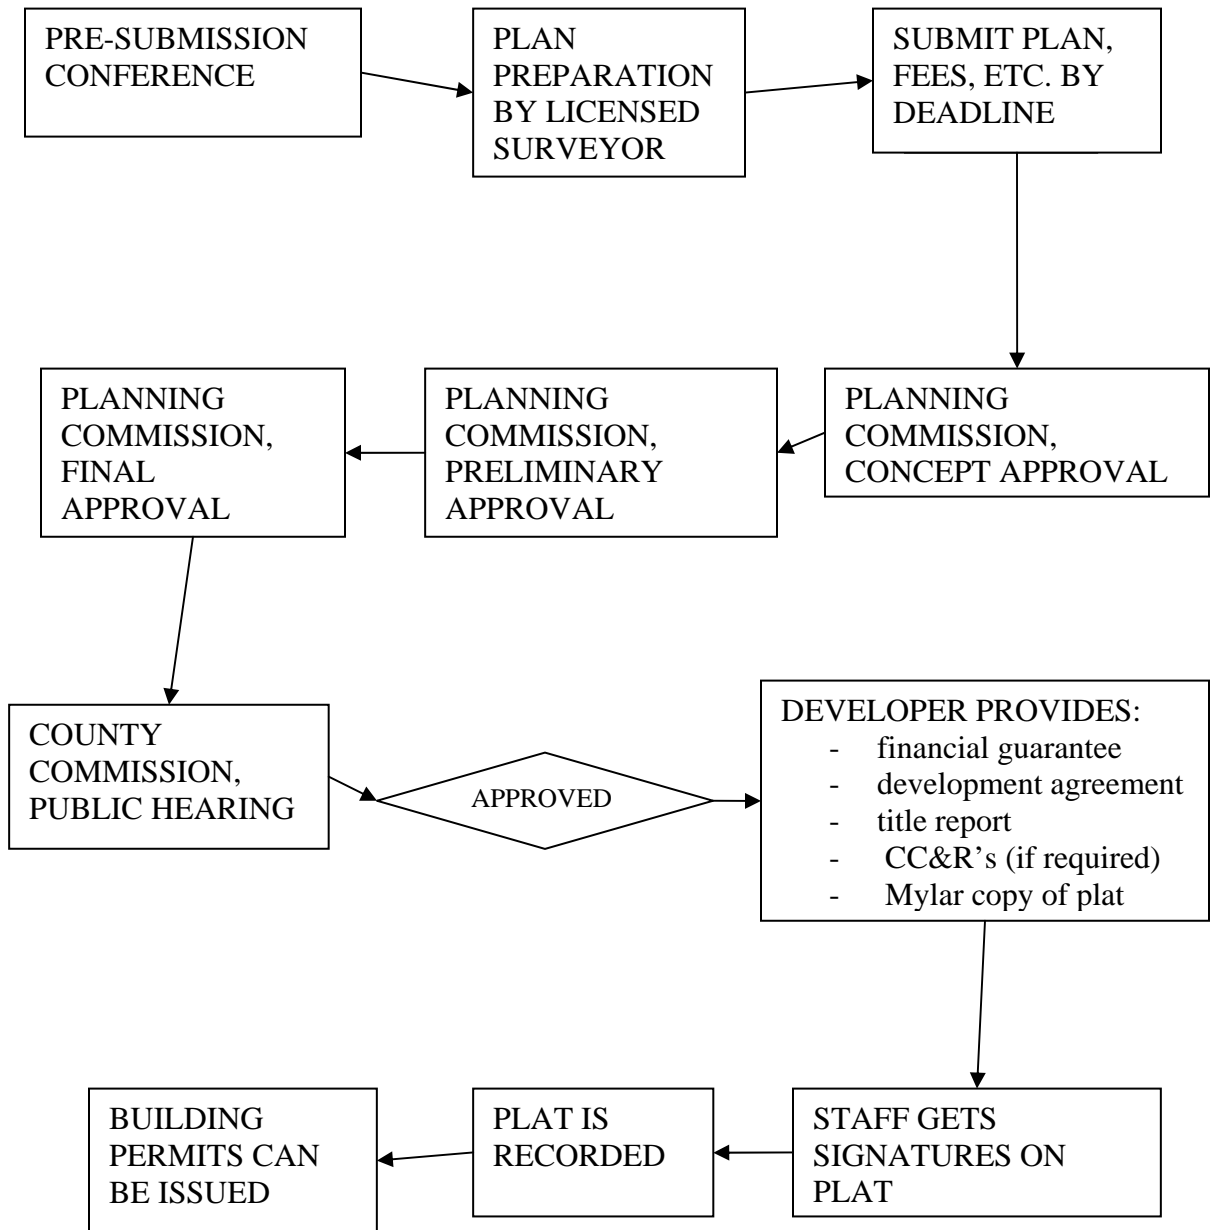 PRE-SUBMISSION
CONFERENCE
PLAN
PREPARATION
BY LICENSED
SURVEYOR
SUBMIT PLAN,
FEES, ETC. BY
DEADLINE
PLANNING
COMMISSION,
CONCEPT APPROVAL
PLANNING
COMMISSION,
PRELIMINARY
APPROVAL
PLANNING
COMMISSION,
FINAL
APPROVAL
COUNTY
COMMISSION,
PUBLIC HEARING
APPROVED
DEVELOPER PROVIDES:
- financial guarantee
- development agreement
- title report
- CC&R’s (if required)
- Mylar copy of plat
STAFF GETS
SIGNATURES ON
PLAT
PLAT IS
RECORDED
BUILDING
PERMITS CAN
BE ISSUED